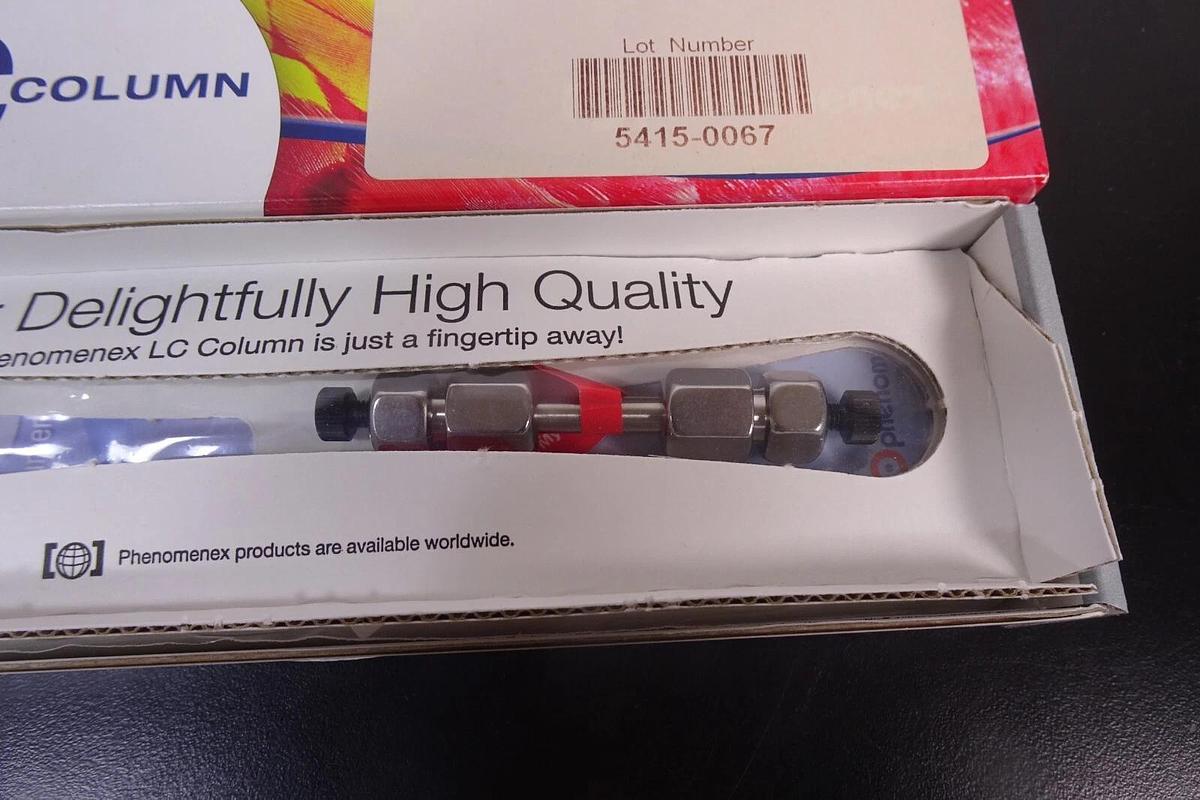 COLUMN
Lot Number
5415-0067
Delightfully High Quality
enomenex LC Column is just a fingertip away!
phenom
Phenomenex products are available worldwide.